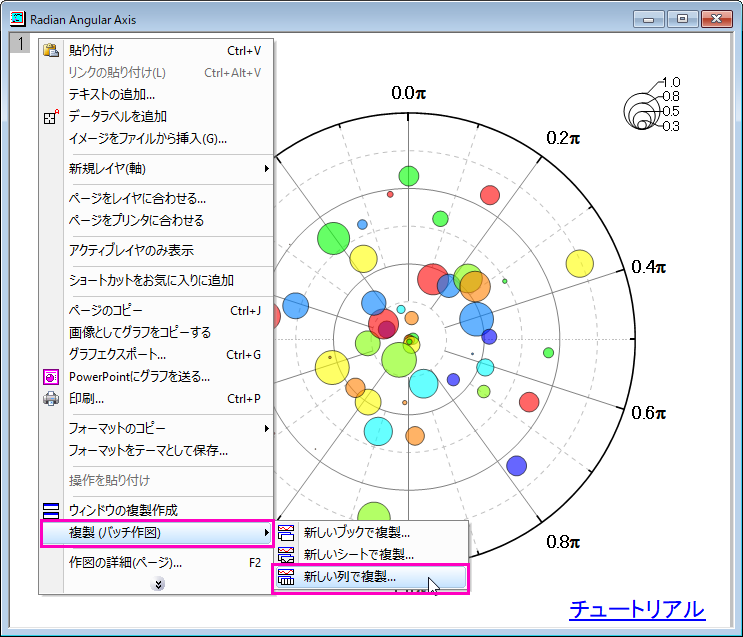 Radian Angular Axis
1
貼り付け Ctrl+V
リンクの貼り付け(L) Ctrl+Alt+V
テキストの追加...
データラベルを追加
イメージをファイルから挿入(G)...
新規レイヤ(軸)
ページをレイヤに合わせる...
ページをプリンタに合わせる
アクティブレイヤのみ表示
ショートカットをお気に入りに追加
ページのコピー Ctrl+J
画像としてグラフをコピーする
グラフエクスポート... Ctrl+G
PowerPointにグラフを送る...
印刷... Ctrl+P
フォーマットのコピー
フォーマットをテーマとして保存...
操作を貼り付け
ウィンドウの複製作成
複製 (バッチ作図)
作図の詳細(ページ)... F2
新しいブックで複製...
新しいシートで複製...
新しい列で複製...
0.0π
0.2π
0.4π
0.6π
0.8π
1.0
0.8
0.5
0.3
チュートリアル